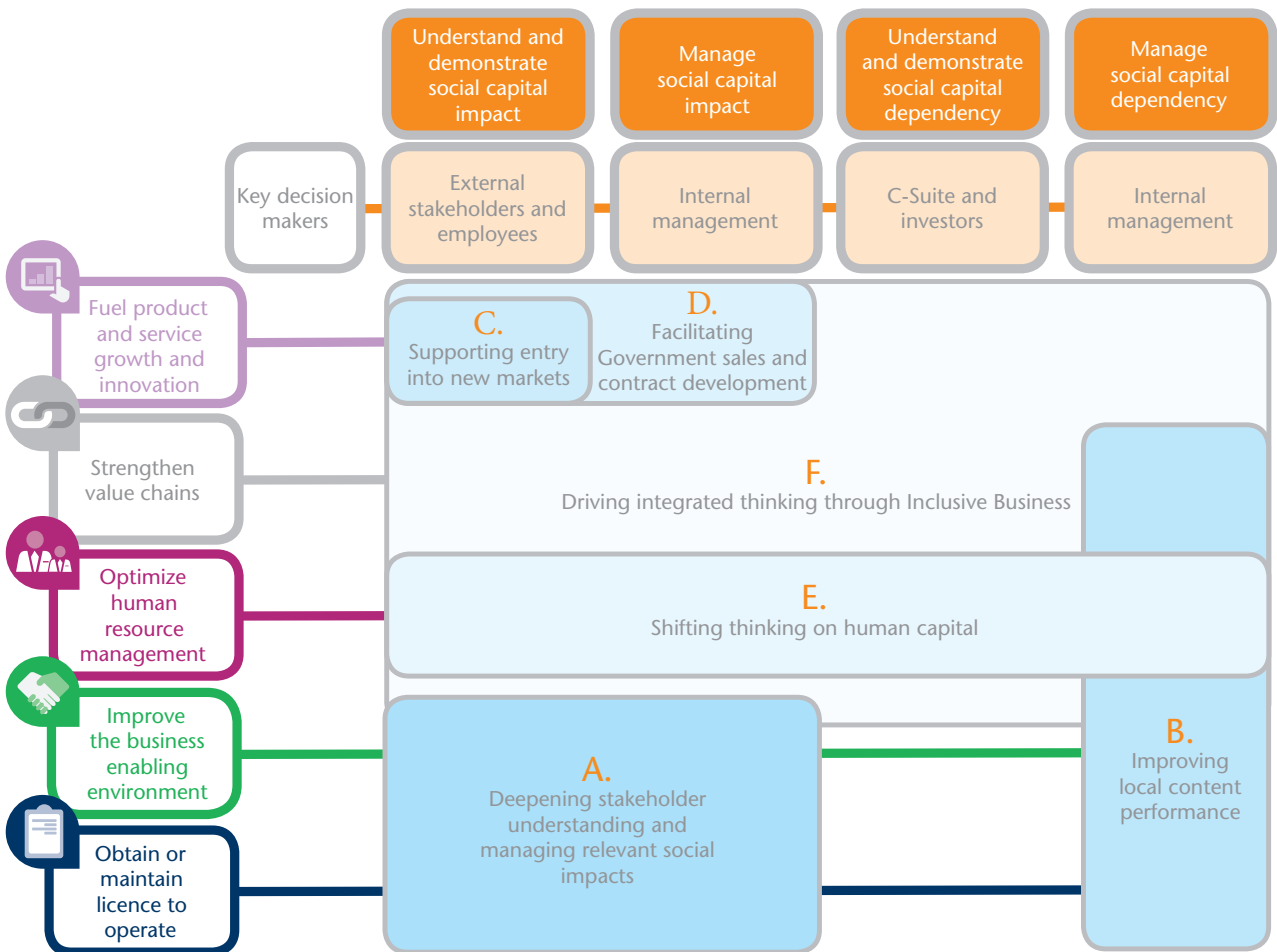 Understand and
demonstrate
social capital
impact
Manage
social capital
impact
Understand
and demonstrate
social capital
dependency
Manage
social capital
dependency
Key decision
makers
External
stakeholders and
employees
Internal
management
C-Suite and
investors
Internal
management
Fuel product
and service
growth and
innovation
C.
Supporting entry
into new markets
D.
Facilitating
Government sales and
contract development
Strengthen
value chains
F.
Driving integrated thinking through Inclusive Business
Optimize
human
resource
management
E.
Shifting thinking on human capital
Improve
the business
enabling
environment
A.
Deepening stakeholder
understanding and
managing relevant social
impacts
B.
Improving
local content
performance
Obtain or
maintain
licence to
operate